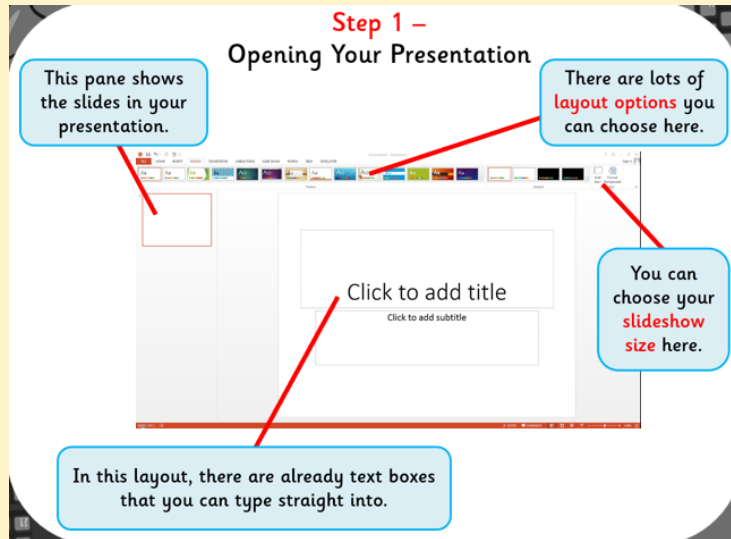 Step 1 –
Opening Your Presentation
This pane shows
the slides in your
presentation.
There are lots of
layout options you
can choose here.
Click to add title
Click to add subtitle
You can
choose your
slideshow
size here.
In this layout, there are already text boxes
that you can type straight into.